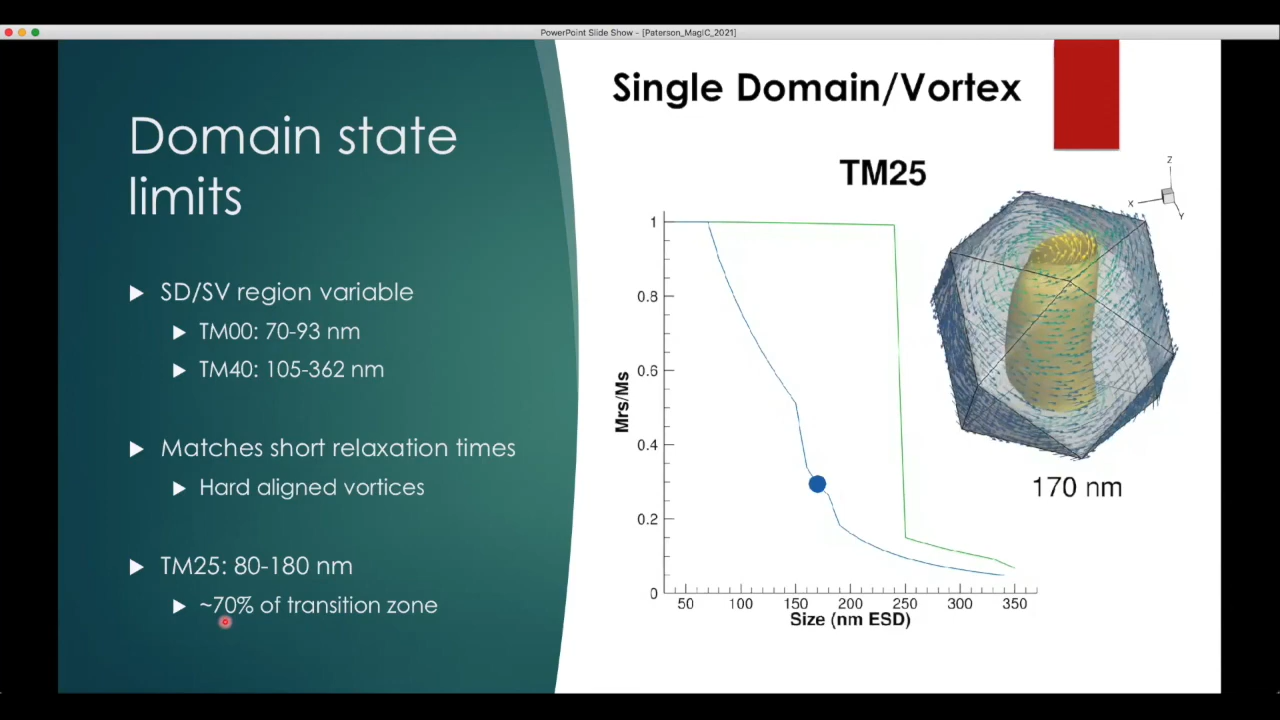 PowerPoint Slide Show - [Paterson_MagIC_2021]
Domain state
limits
SD/SV region variable
TM00: 70-93 nm
TM40: 105-362 nm
Matches short relaxation times
Hard aligned vortices
TM25: 80-180 nm
~70% of transition zone
Single Domain/Vortex
TM25
Mrs/Ms
1
0.8
0.6
0.4
0.2
0
50 100 150 200 250 300 350
Size (nm ESD)
Z
X
Y
170 nm